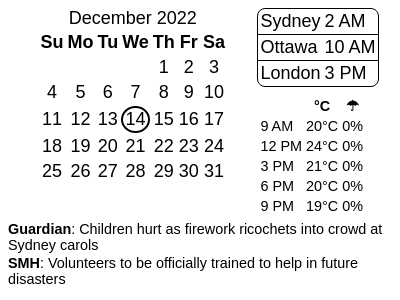 December 2022
Su Mo Tu We Th Fr Sa
1 2 3
4 5 6 7 8 9 10
11 12 13 14 15 16 17
18 19 20 21 22 23 24
25 26 27 28 29 30 31
Sydney 2 AM
Ottawa 10 AM
London 3 PM
°C ☂
9 AM 20°C 0%
12 PM 24°C 0%
3 PM 21°C 0%
6 PM 20°C 0%
9 PM 19°C 0%
Guardian: Children hurt as firework ricochets into crowd at
Sydney carols
SMH: Volunteers to be officially trained to help in future
disasters